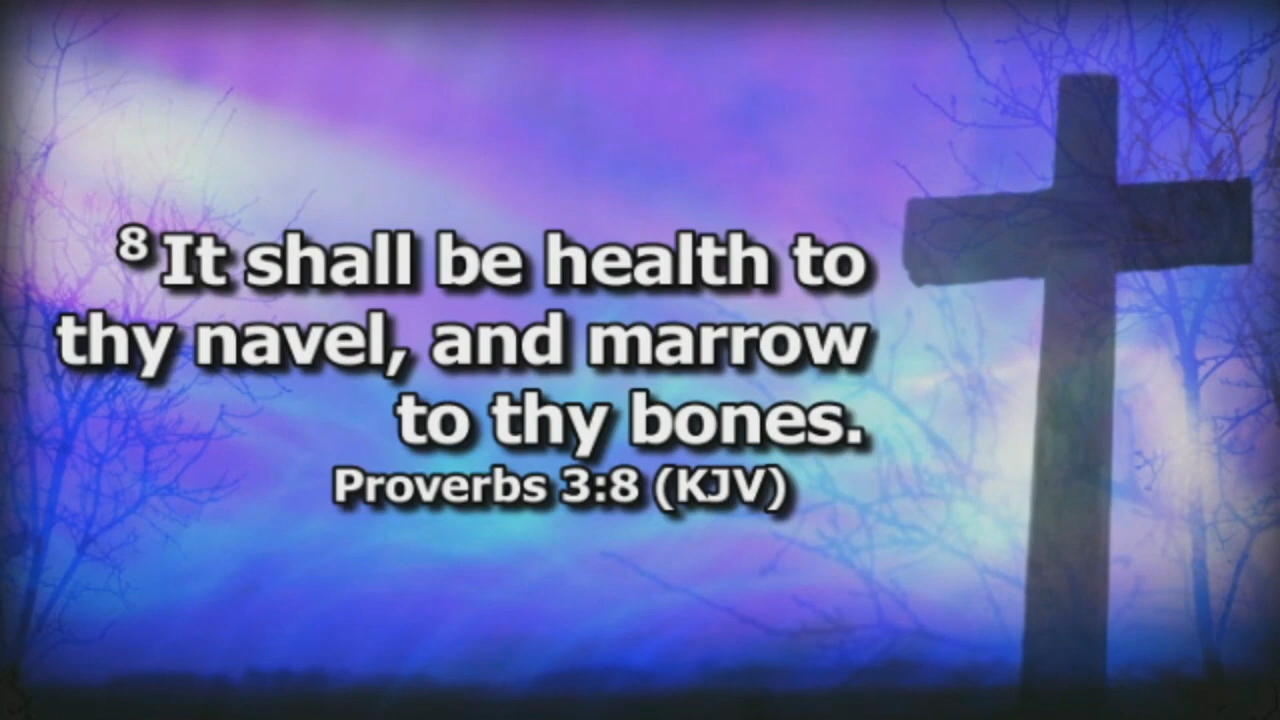 8 It shall be health to
thy navel, and marrow
to thy bones.
Proverbs 3:8 (KJV)